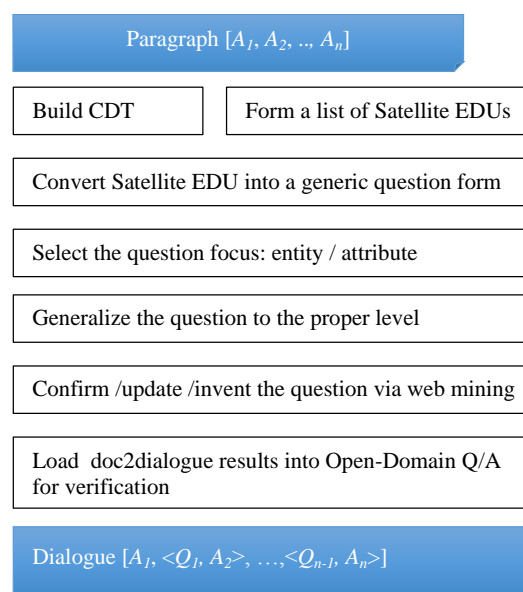 Paragraph [A1, A2, .., An]
Build CDT
Form a list of Satellite EDUs
Convert Satellite EDU into a generic question form
Select the question focus: entity / attribute
Generalize the question to the proper level
Confirm /update /invent the question via web mining
Load  doc2dialogue results into Open-Domain Q/A
for verification
Dialogue [A1, <Q1, A2>, …,<Qn-1, An>]